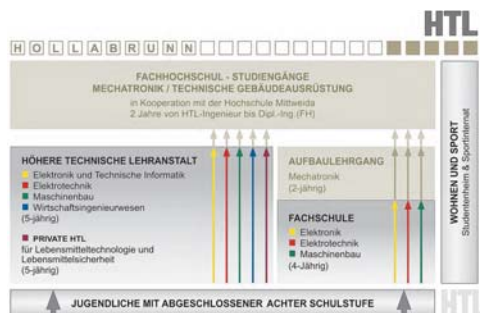 HTL
HOLLABRUNN
FACHHOCHSCHUL - STUDIENGÄNGE
MECHATRONIK / TECHNISCHE GEBÄUDEAUSRÜSTUNG
in Kooperation mit der Hochschule Mittweida
2 Jahre von HTL-Ingenieur bis Dipl.-Ing.(FH)
HÖHERE TECHNISCHE LEHRANSTALT
Elektronik und Technische Informatik
Elektrotechnik
Maschinenbau
Wirtschaftsingenieurwesen
(5-jährig)
PRIVATE HTL
für Lebensmitteltechnologie und
Lebensmittelsicherheit
(5-jährig)
AUFBAULEHRGANG
Mechatronik
(2-jährig)
FACHSCHULE
Elektronik
Elektrotechnik
Maschinenbau
(4-Jährig)
WOHNEN UND SPORT
Studentenheim & Sportinternat
JUGENDLICHE MIT ABGESCHLOSSENER ACHTER SCHULSTUFE
HTL